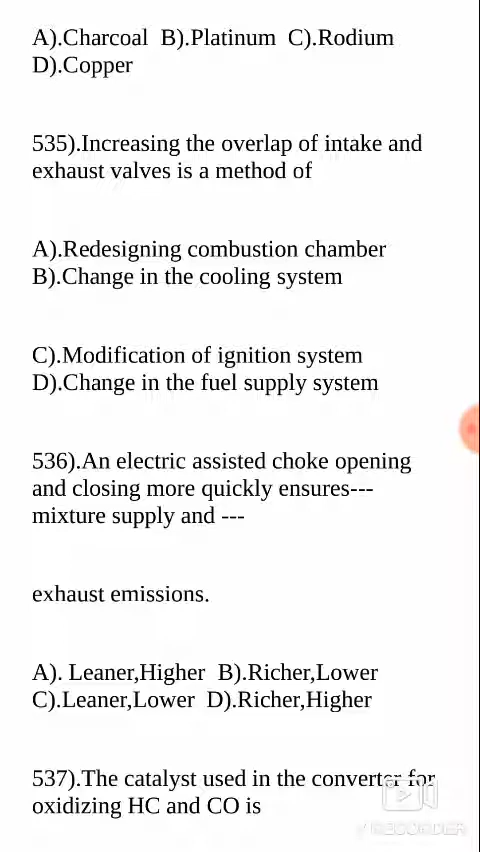 A).Charcoal  B).Platinum  C).Rodium
D).Copper
535).Increasing the overlap of intake and
exhaust valves is a method of
A).Redesigning combustion chamber
B).Change in the cooling system
C).Modification of ignition system
D).Change in the fuel supply system
536).An electric assisted choke opening
and closing more quickly ensures---
mixture supply and ---
exhaust emissions.
A). Leaner,Higher  B).Richer,Lower
C).Leaner,Lower  D).Richer,Higher
537).The catalyst used in the converter for
oxidizing HC and CO is
RECORDER